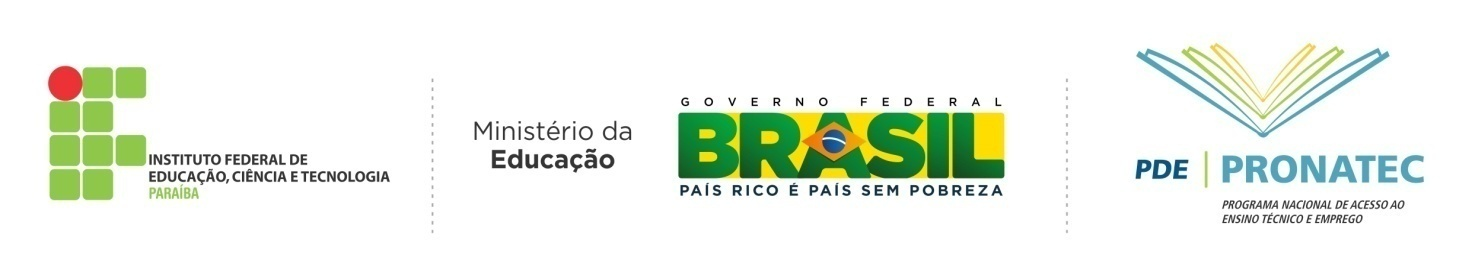 INSTITUTO FEDERAL DE
EDUCAÇÃO, CIÊNCIA E TECNOLOGIA
PARAÍBA
Ministério da
Educação
GOVERNO FEDERAL
BRASIL
PAÍS RICO É PAÍS SEM POBREZA
PDE | PRONATEC
PROGRAMA NACIONAL DE ACESSO AO
ENSINO TÉCNICO E EMPREGO